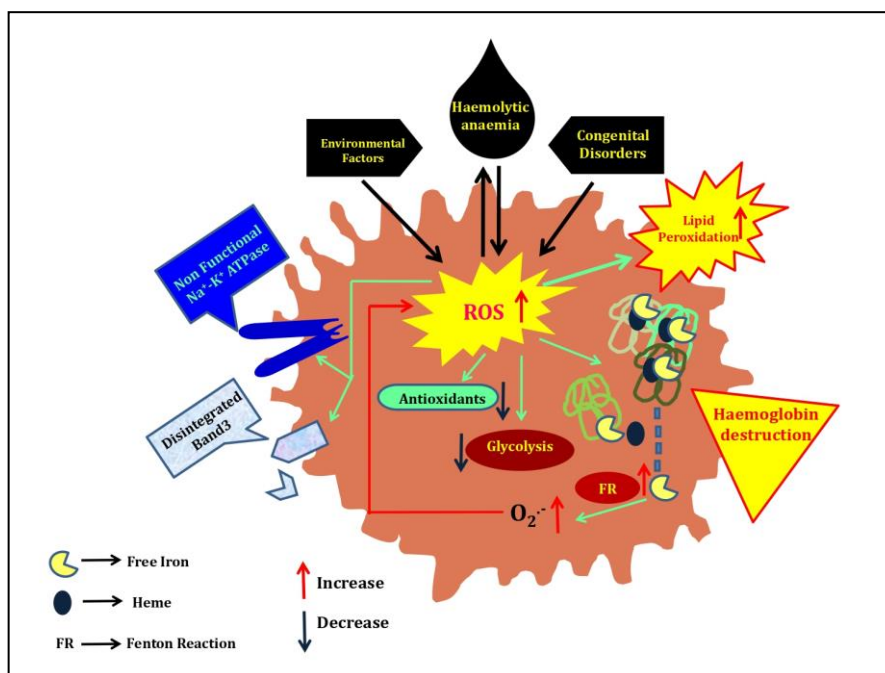 Haemolytic
anaemia
Environmental
Factors
Congenital
Disorders
Lipid
Peroxidation
Non Functional
Na⁺-K⁺ ATPase
ROS
Disintegrated
Band3
Antioxidants
Glycolysis
Haemoglobin
destruction
FR
O₂·⁻
Free Iron
Heme
FR Fenton Reaction
Increase
Decrease